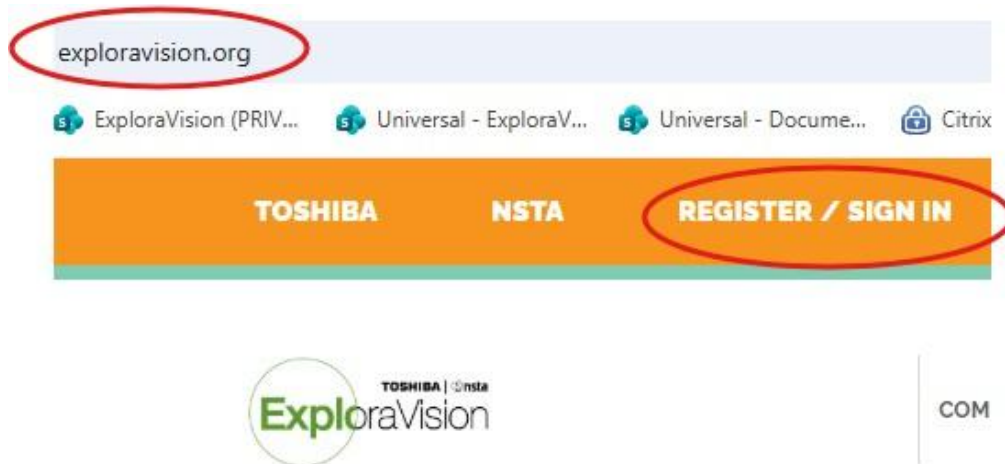 exploravision.org
ExploraVision (PRIV... Universal - ExploraV... Universal - Docume... Citrix
TOSHIBA NSTA REGISTER / SIGN IN
TOSHIBA | nsta
ExploraVision
COM